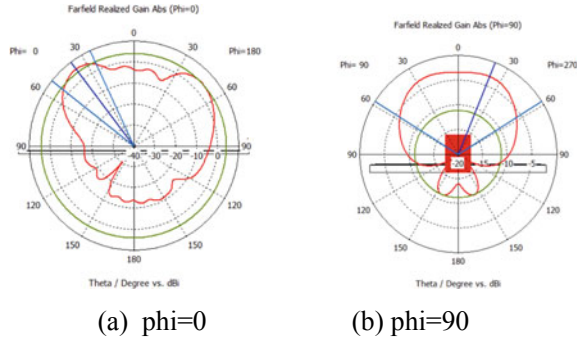 Farfield Realized Gain Abs (Phi=0)
Phi= 0
0
Phi=180
30
30
60
60
90
-40 -30 -20 -10 0
90
120
120
150
150
180
Theta / Degree vs. dBi
(a) phi=0
Farfield Realized Gain Abs (Phi=90)
Phi= 90
0
Phi=270
30
30
60
60
90
-20 -15 -10 -5
90
120
120
150
150
180
Theta / Degree vs. dBi
(b) phi=90